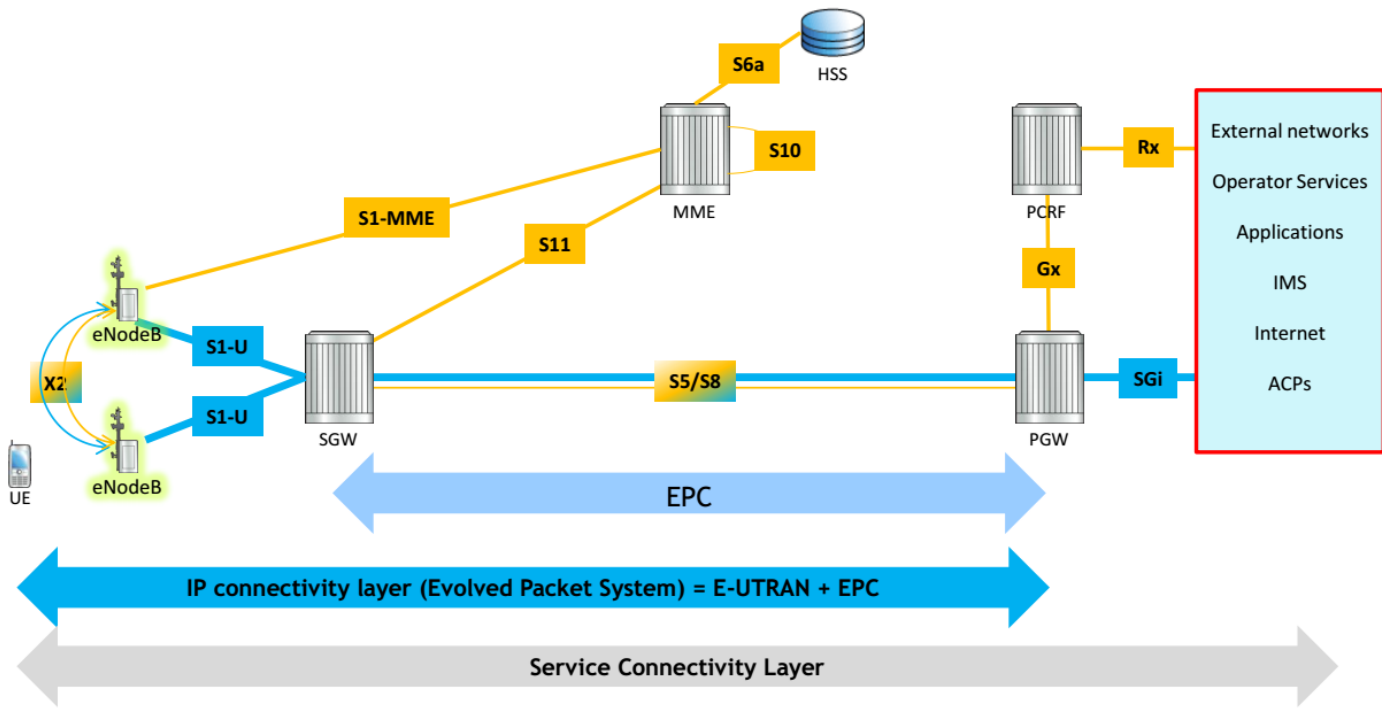 S6a
HSS
External networks
S10
Rx
Operator Services
MME
PCRF
S1-MME
Applications
S11
Gx
IMS
eNodeB
S1-U
Internet
X2
S5/S8
SGi
ACPs
S1-U
SGW
PGW
UE
eNodeB
EPC
IP connectivity layer (Evolved Packet System) = E-UTRAN + EPC
Service Connectivity Layer